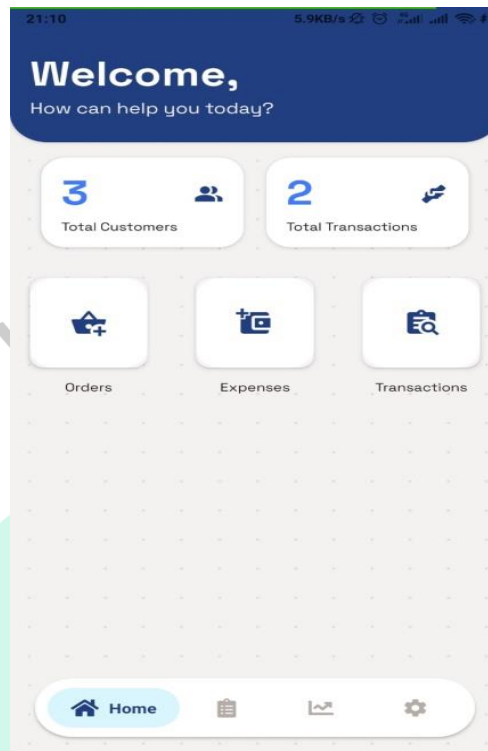 21:10 5.9KB/s
Welcome,
How can help you today?
3 2
Total Customers Total Transactions
Orders Expenses Transactions
Home